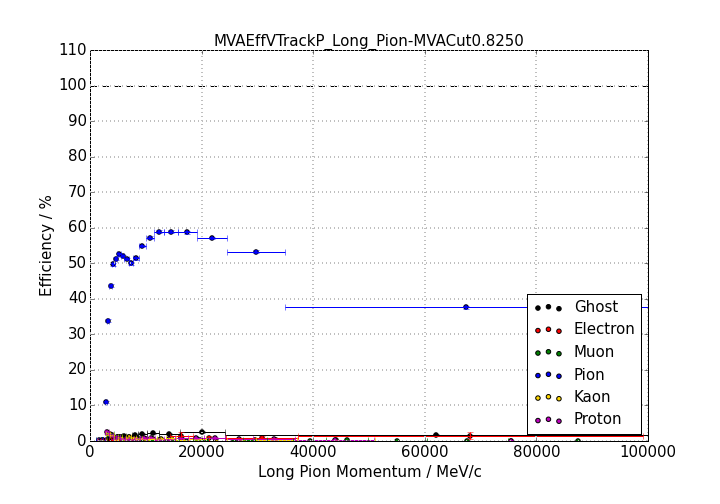 MVAEffVTrackP_Long_Pion-MVACut0.8250
110
100
90
80
70
60
50
40
30
20
10
0
Efficiency / %
Ghost
Electron
Muon
Pion
Kaon
Proton
0 20000 40000 60000 80000 100000
Long Pion Momentum / MeV/c